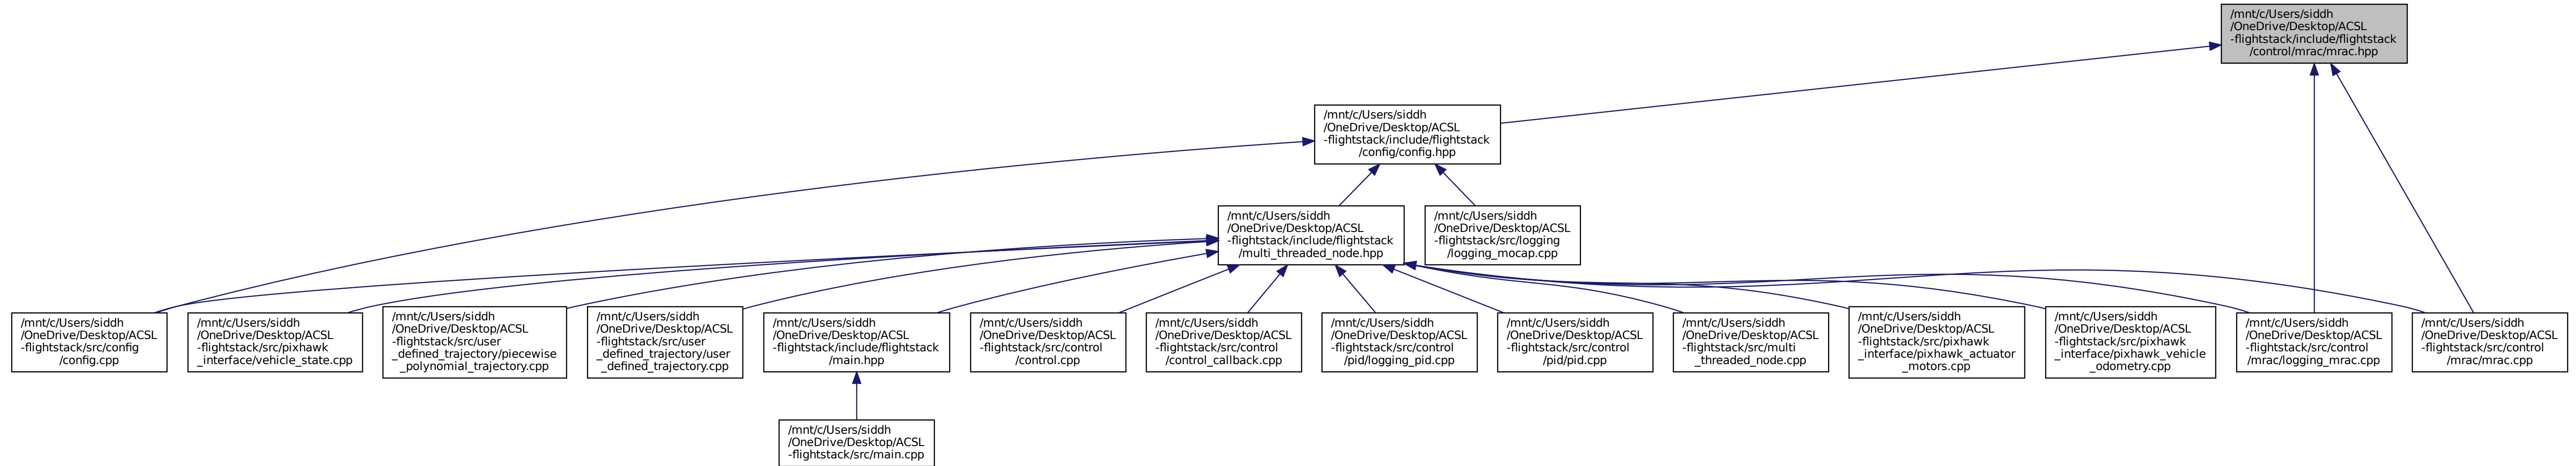 /mnt/c/Users/siddh
/OneDrive/Desktop/ACSL
-flightstack/include/flightstack
/control/mrac/mrac.hpp
/mnt/c/Users/siddh
/OneDrive/Desktop/ACSL
-flightstack/include/flightstack
/config/config.hpp
/mnt/c/Users/siddh
/OneDrive/Desktop/ACSL
-flightstack/include/flightstack
/multi_threaded_node.hpp
/mnt/c/Users/siddh
/OneDrive/Desktop/ACSL
-flightstack/src/logging
/logging_mocap.cpp
/mnt/c/Users/siddh
/OneDrive/Desktop/ACSL
-flightstack/src/config
/config.cpp
/mnt/c/Users/siddh
/OneDrive/Desktop/ACSL
-flightstack/src/pixhawk
_interface/vehicle_state.cpp
/mnt/c/Users/siddh
/OneDrive/Desktop/ACSL
-flightstack/src/user
_defined_trajectory/piecewise
_polynomial_trajectory.cpp
/mnt/c/Users/siddh
/OneDrive/Desktop/ACSL
-flightstack/src/user
_defined_trajectory/user
_defined_trajectory.cpp
/mnt/c/Users/siddh
/OneDrive/Desktop/ACSL
-flightstack/include/flightstack
/main.hpp
/mnt/c/Users/siddh
/OneDrive/Desktop/ACSL
-flightstack/src/control
/control.cpp
/mnt/c/Users/siddh
/OneDrive/Desktop/ACSL
-flightstack/src/control
/control_callback.cpp
/mnt/c/Users/siddh
/OneDrive/Desktop/ACSL
-flightstack/src/control
/pid/logging_pid.cpp
/mnt/c/Users/siddh
/OneDrive/Desktop/ACSL
-flightstack/src/control
/pid/pid.cpp
/mnt/c/Users/siddh
/OneDrive/Desktop/ACSL
-flightstack/src/multi
_threaded_node.cpp
/mnt/c/Users/siddh
/OneDrive/Desktop/ACSL
-flightstack/src/pixhawk
_interface/pixhawk_actuator
_motors.cpp
/mnt/c/Users/siddh
/OneDrive/Desktop/ACSL
-flightstack/src/pixhawk
_interface/pixhawk_vehicle
_odometry.cpp
/mnt/c/Users/siddh
/OneDrive/Desktop/ACSL
-flightstack/src/control
/mrac/logging_mrac.cpp
/mnt/c/Users/siddh
/OneDrive/Desktop/ACSL
-flightstack/src/control
/mrac/mrac.cpp
/mnt/c/Users/siddh
/OneDrive/Desktop/ACSL
-flightstack/src/main.cpp